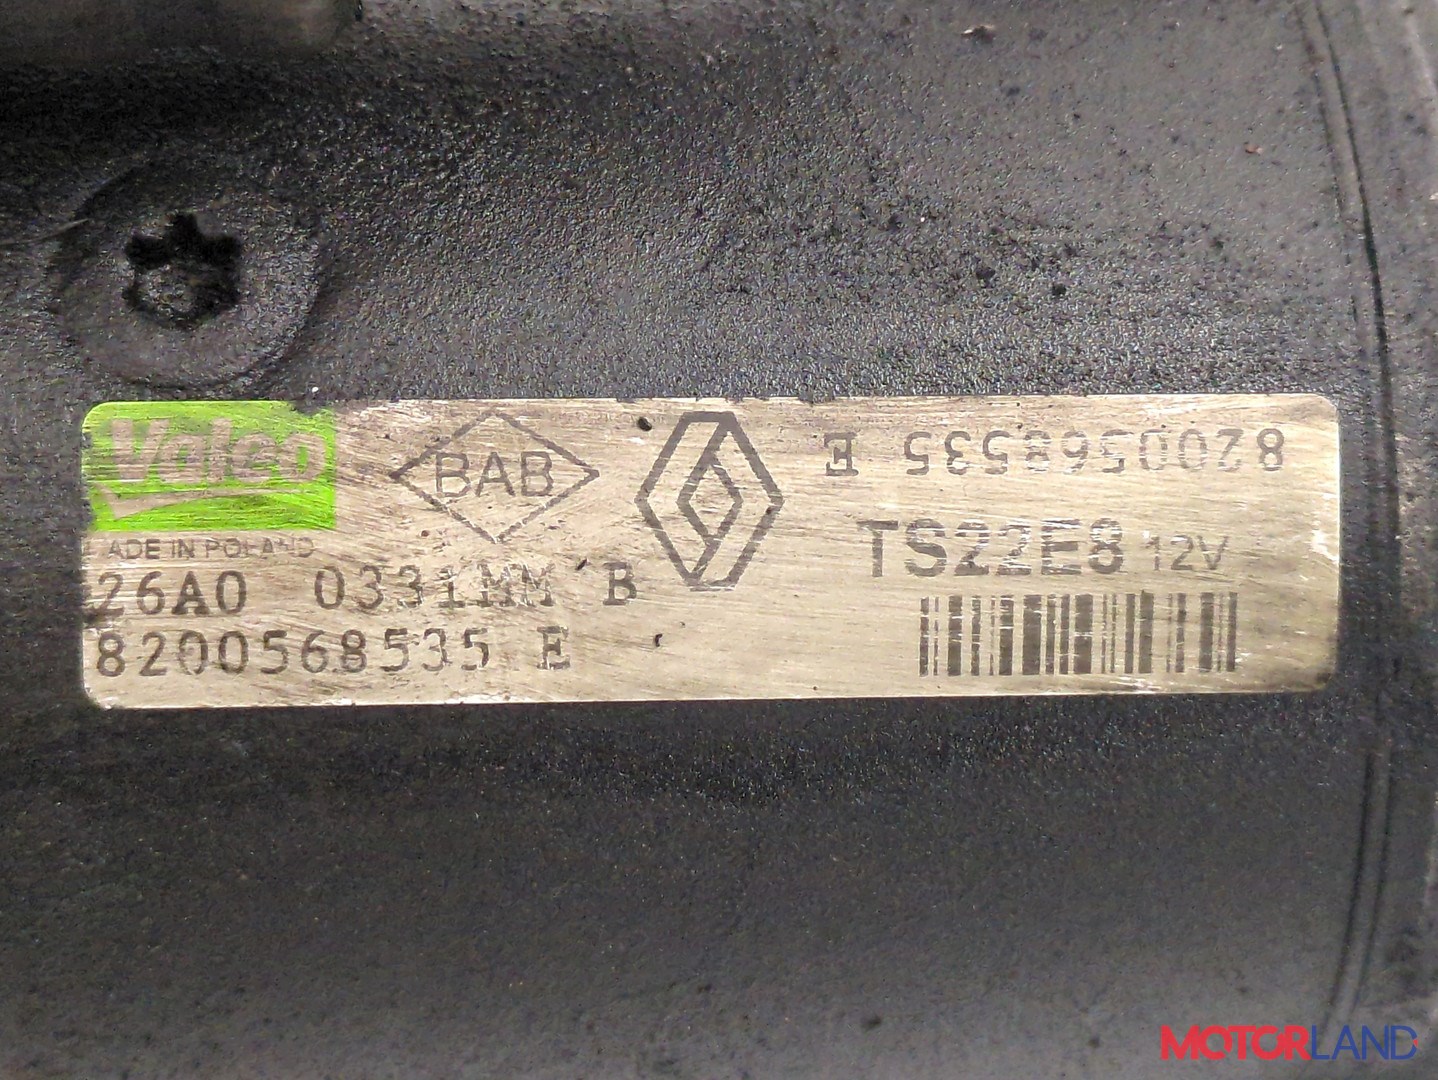 Valeo
BAB
8200568535 E
ADE IN POLAND
TS22E8 12V
26A0 0331MM B
8200568535 E
MOTORLAND